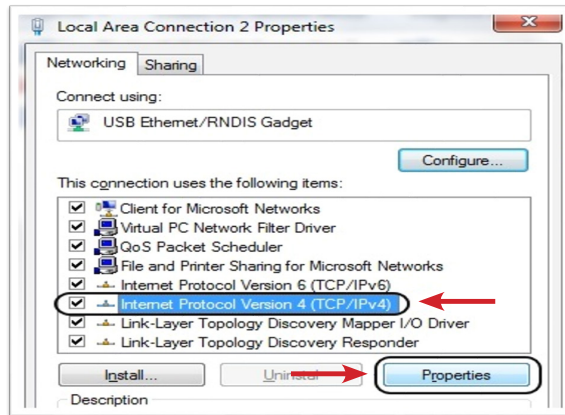 Local Area Connection 2 Properties
Networking Sharing
Connect using:
USB Ethernet/RNDIS Gadget
Configure...
This connection uses the following items:
Client for Microsoft Networks
Virtual PC Network Filter Driver
QoS Packet Scheduler
File and Printer Sharing for Microsoft Networks
Internet Protocol Version 6 (TCP/IPv6)
Internet Protocol Version 4 (TCP/IPv4)
Link-Layer Topology Discovery Mapper I/O Driver
Link-Layer Topology Discovery Responder
Install... Uninstall Properties
Description